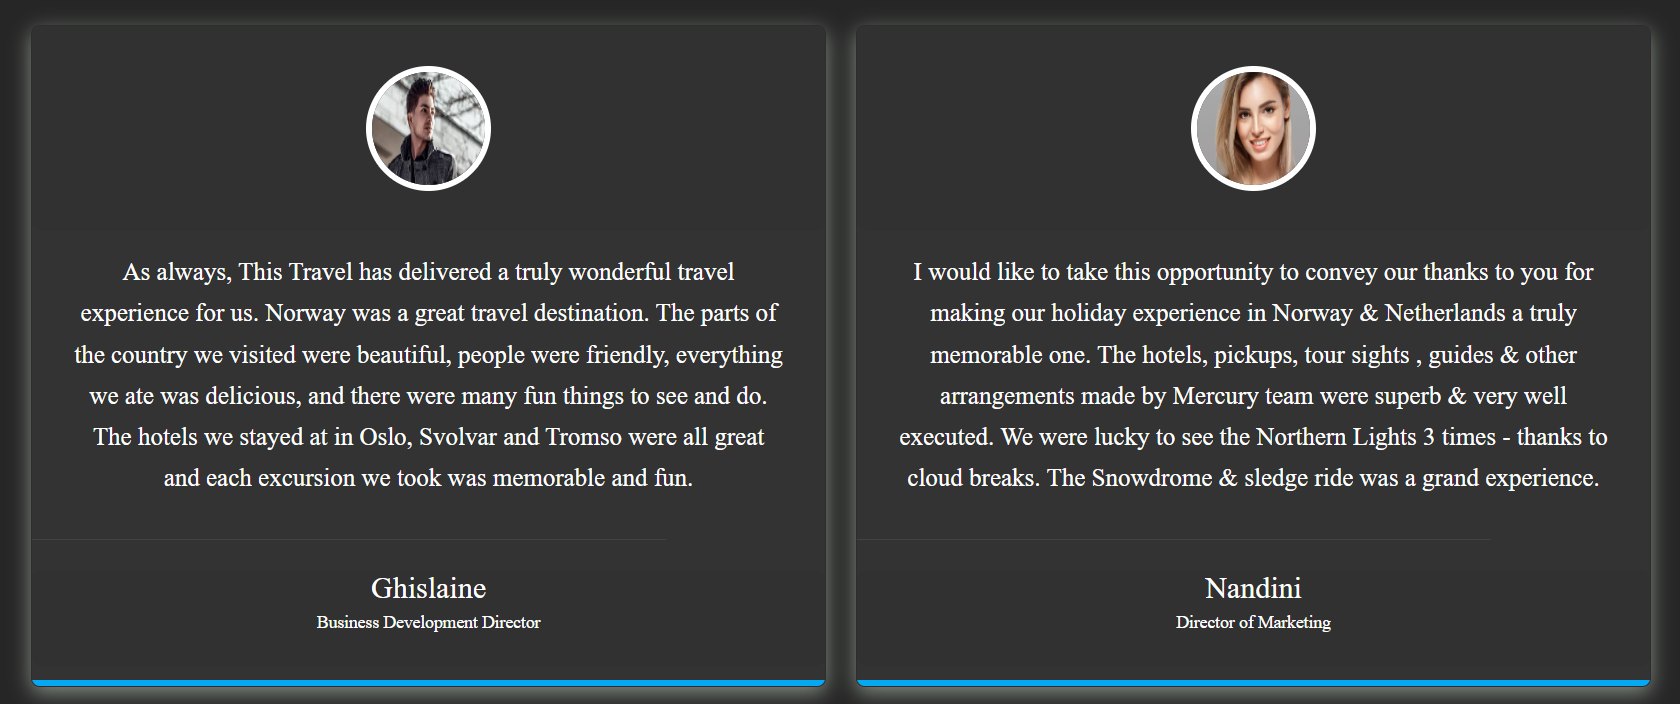 As always, This Travel has delivered a truly wonderful travel
experience for us. Norway was a great travel destination. The parts of
the country we visited were beautiful, people were friendly, everything
we ate was delicious, and there were many fun things to see and do.
The hotels we stayed at in Oslo, Svolvar and Tromso were all great
and each excursion we took was memorable and fun.
Ghislaine
Business Development Director
I would like to take this opportunity to convey our thanks to you for
making our holiday experience in Norway & Netherlands a truly
memorable one. The hotels, pickups, tour sights , guides & other
arrangements made by Mercury team were superb & very well
executed. We were lucky to see the Northern Lights 3 times - thanks to
cloud breaks. The Snowdrome & sledge ride was a grand experience.
Nandini
Director of Marketing